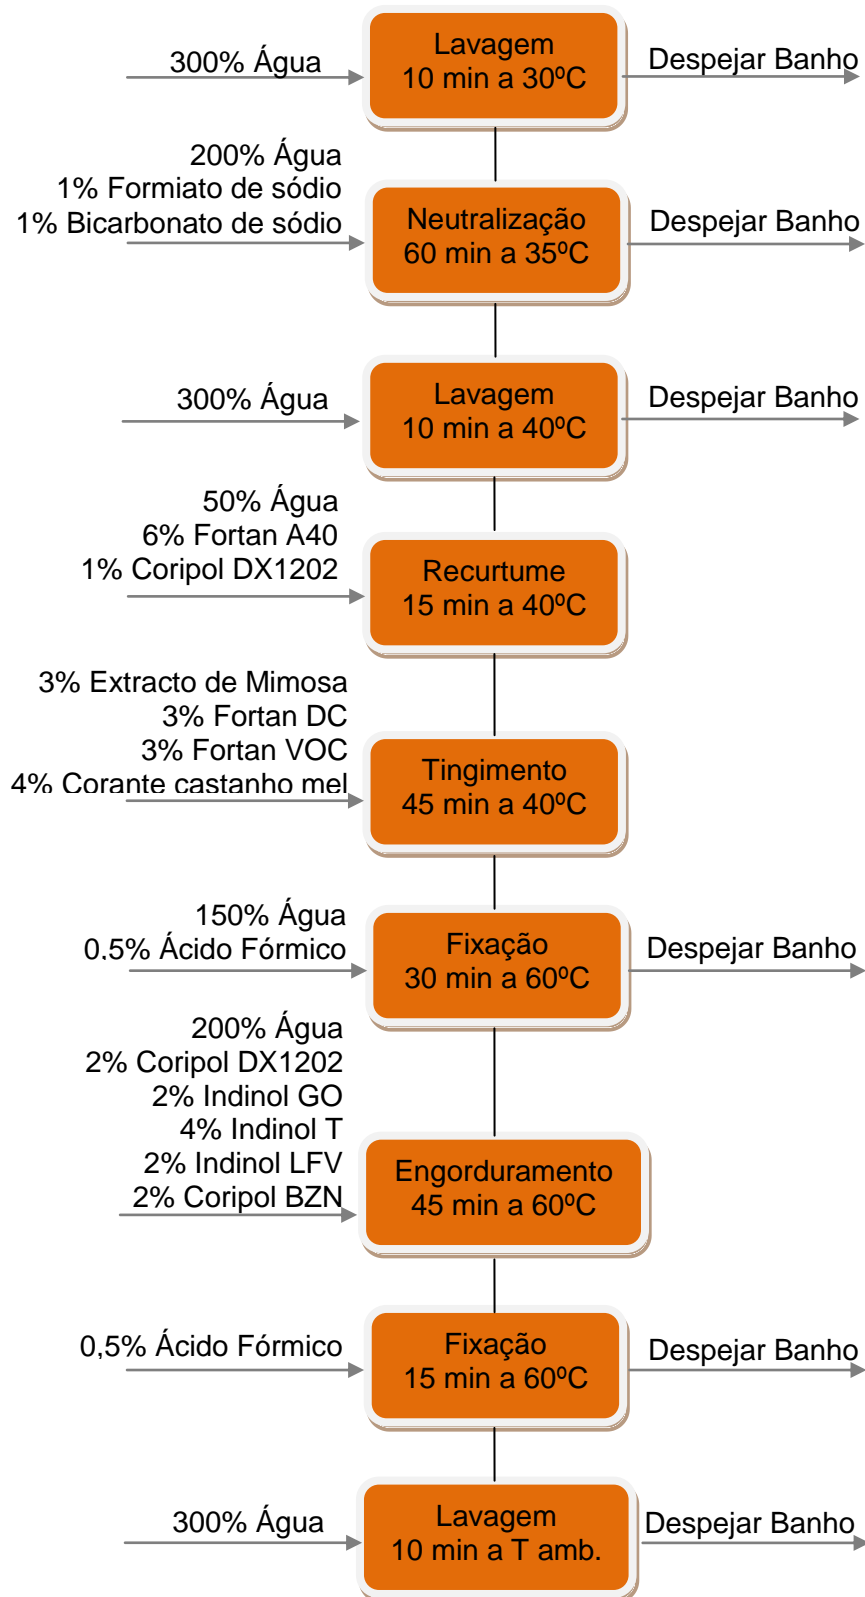 300% Água
Lavagem
10 min a 30ºC
Despejar Banho
200% Água
1% Formiato de sódio
1% Bicarbonato de sódio
Neutralização
60 min a 35ºC
Despejar Banho
300% Água
Lavagem
10 min a 40ºC
Despejar Banho
50% Água
6% Fortan A40
1% Coripol DX1202
Recurtume
15 min a 40ºC
3% Extracto de Mimosa
3% Fortan DC
3% Fortan VOC
4% Corante castanho mel
Tingimento
45 min a 40ºC
150% Água
0,5% Ácido Fórmico
Fixação
30 min a 60ºC
Despejar Banho
200% Água
2% Coripol DX1202
2% Indinol GO
4% Indinol T
2% Indinol LFV
2% Coripol BZN
Engorduramento
45 min a 60ºC
0,5% Ácido Fórmico
Fixação
15 min a 60ºC
Despejar Banho
300% Água
Lavagem
10 min a T amb.
Despejar Banho